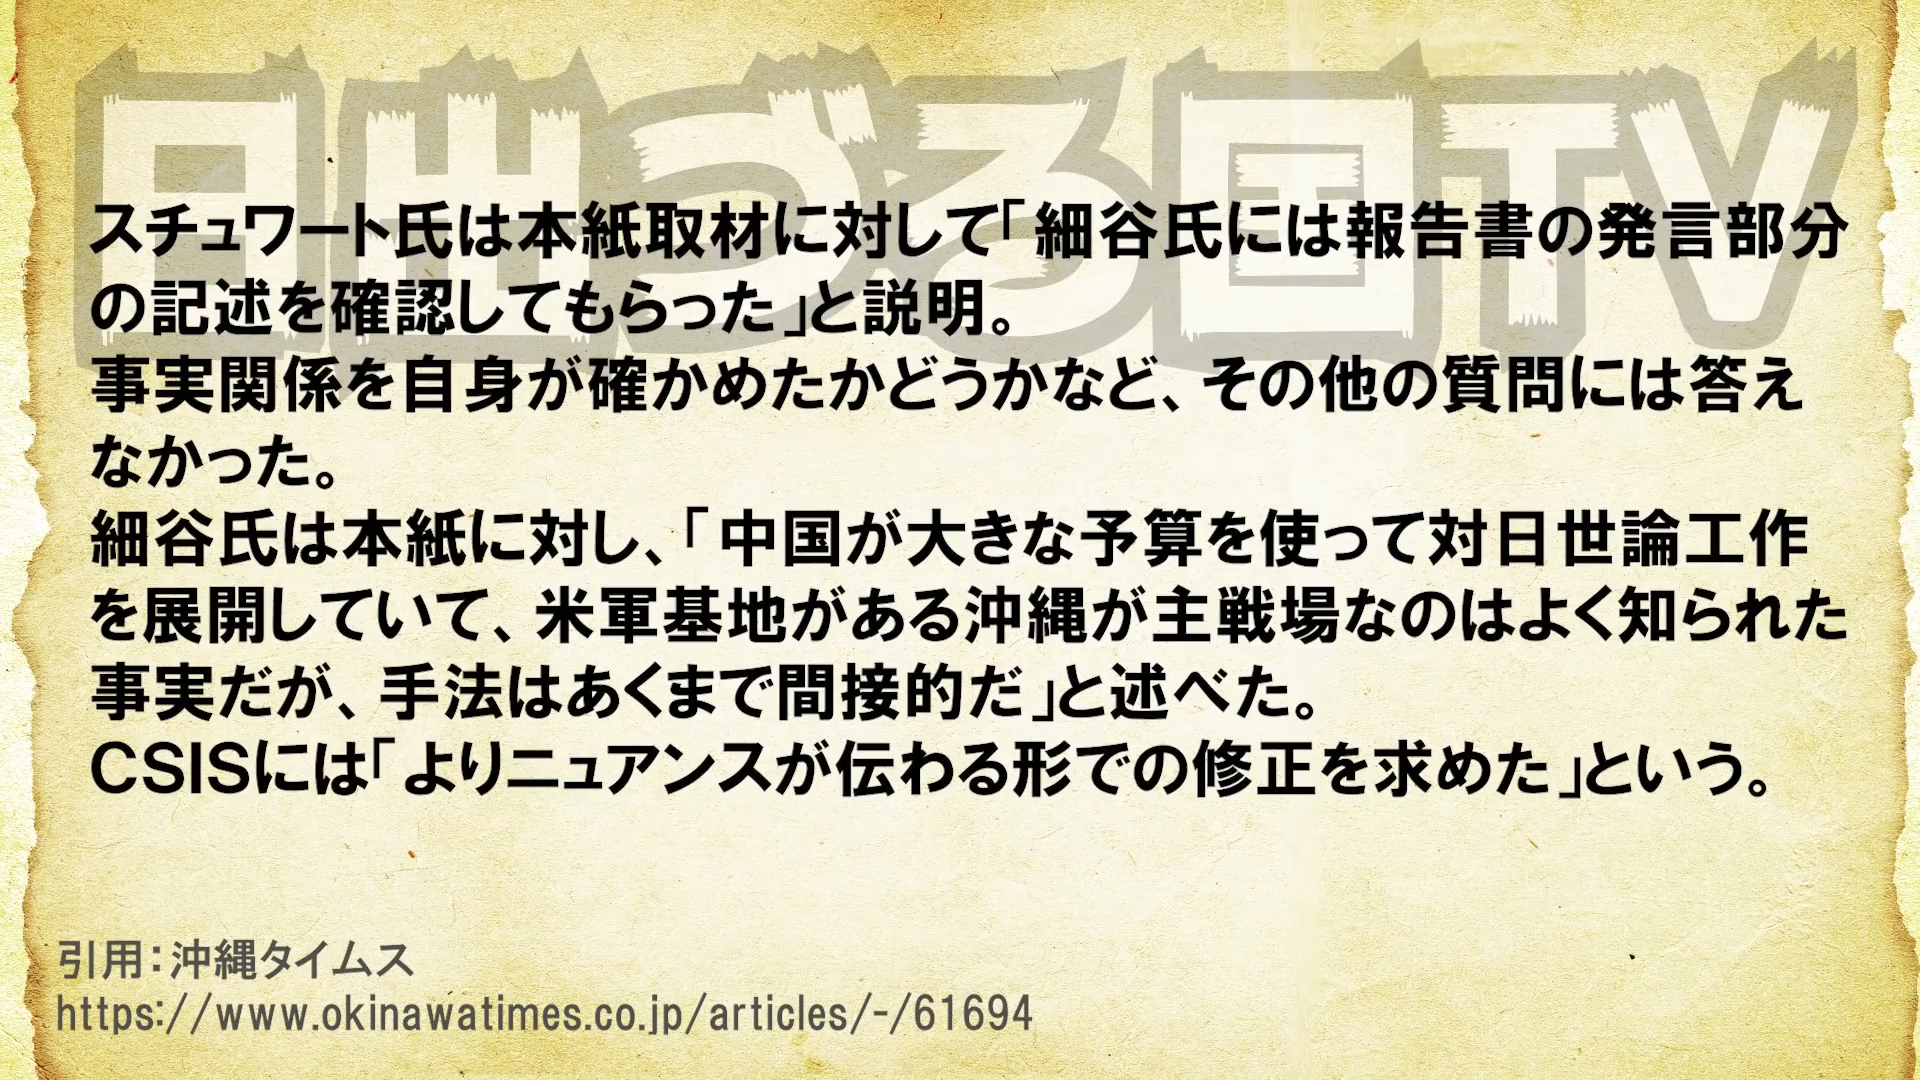 日出づる国TV
スチュワート氏は本紙取材に対して「細谷氏には報告書の発言部分
の記述を確認してもらった」と説明。
事実関係を自身が確かめたかどうかなど、その他の質問には答え
なかった。
細谷氏は本紙に対し、「中国が大きな予算を使って対日世論工作
を展開していて、米軍基地がある沖縄が主戦場なのはよく知られた
事実だが、手法はあくまで間接的だ」と述べた。
CSISには「よりニュアンスが伝わる形での修正を求めた」という。
引用：沖縄タイムス
https://www.okinawatimes.co.jp/articles/-/61694